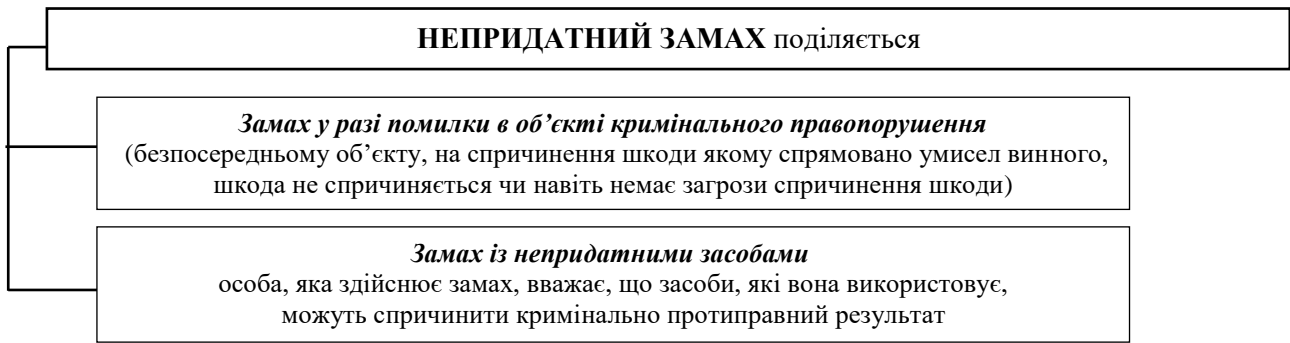 НЕПРИДАТНИЙ ЗАМАХ поділяється
Замах у разі помилки в об’єкті кримінального правопорушення
(безпосередньому об’єкту, на спричинення шкоди якому спрямовано умисел винного,
шкода не спричиняється чи навіть немає загрози спричинення шкоди)
Замах із непридатними засобами
особа, яка здійснює замах, вважає, що засоби, які вона використовує,
можуть спричинити кримінально протиправний результат